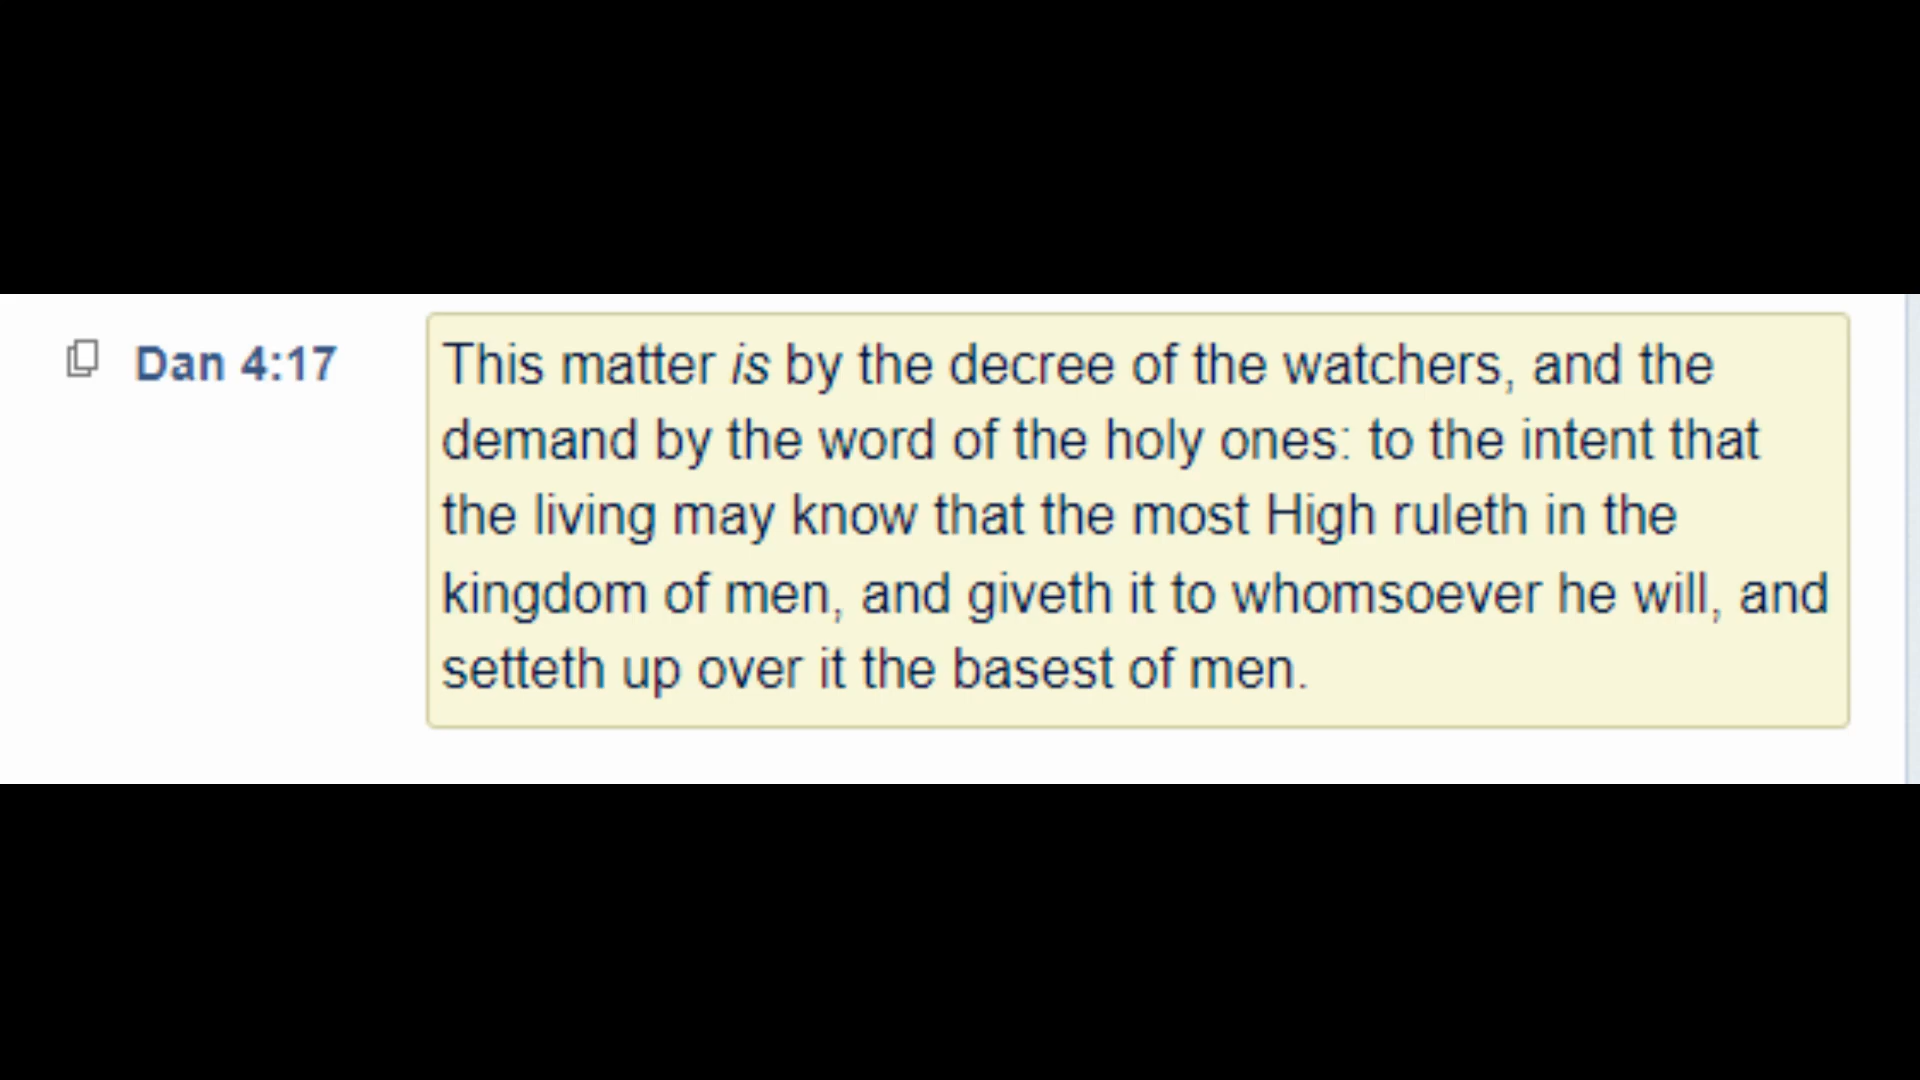 Dan 4:17
This matter is by the decree of the watchers, and the
demand by the word of the holy ones: to the intent that
the living may know that the most High ruleth in the
kingdom of men, and giveth it to whomsoever he will, and
setteth up over it the basest of men.